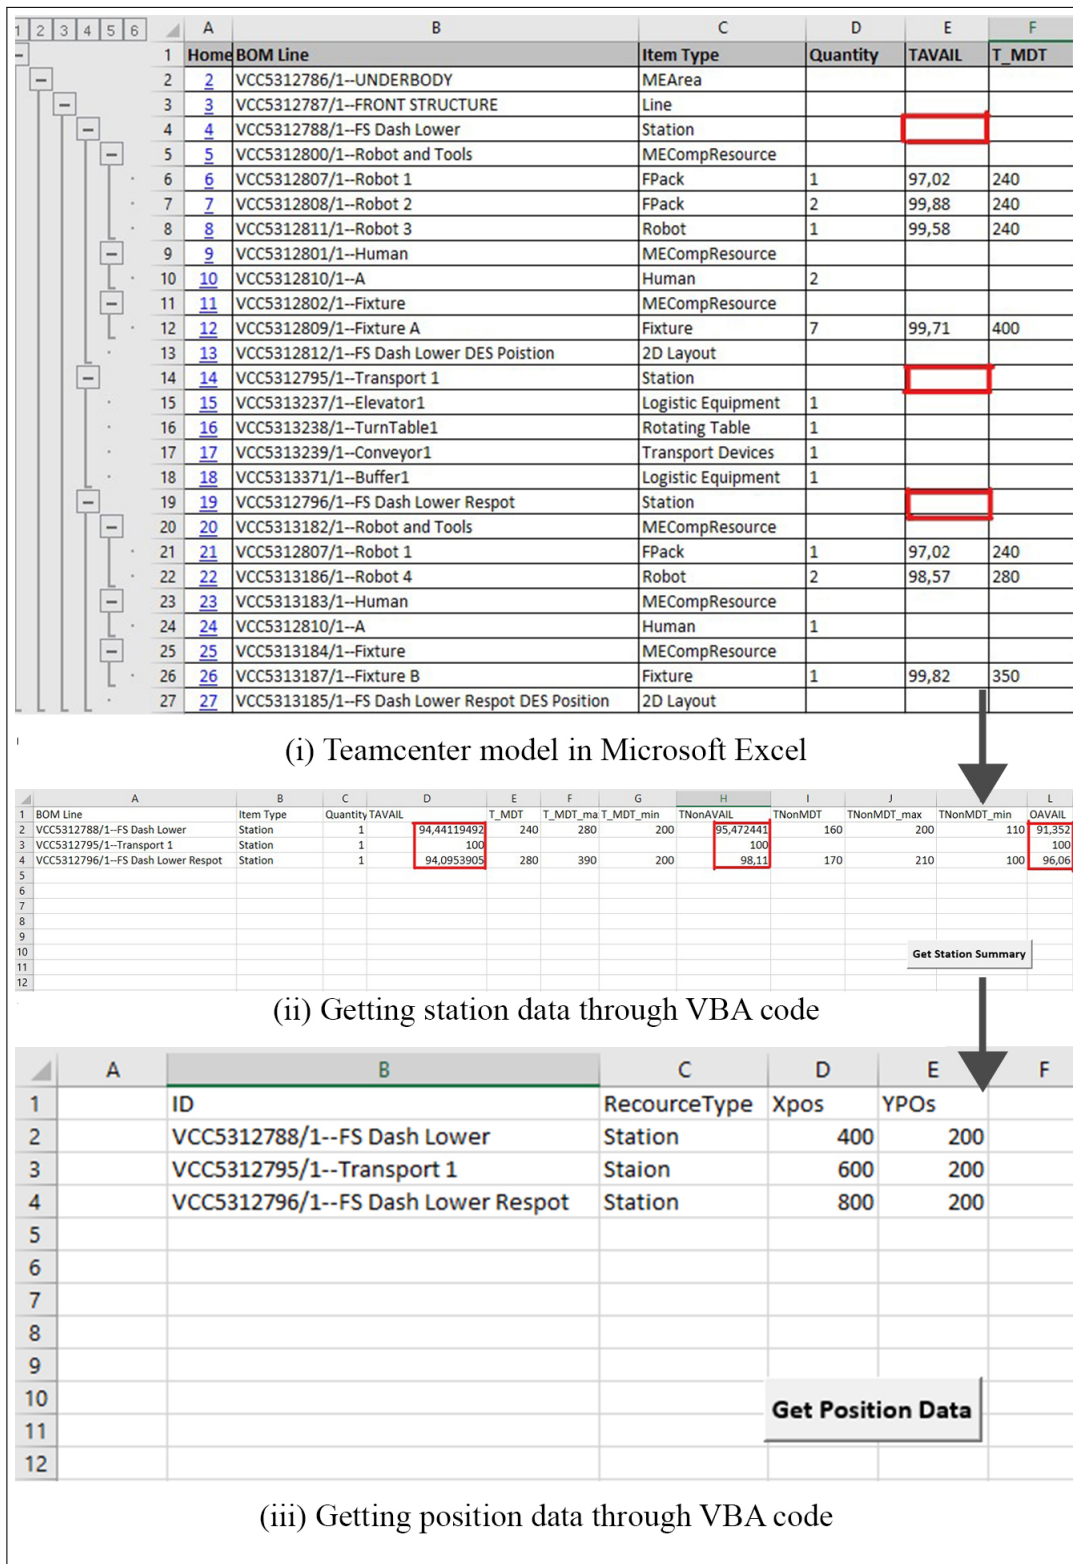 1 2 3 4 5 6 A B C D E F
1 Home BOM Line Item Type Quantity TAVAIL T_MDT
2 2 VCC5312786/1--UNDERBODY MEArea
3 3 VCC5312787/1--FRONT STRUCTURE Line
4 4 VCC5312788/1--FS Dash Lower Station
5 5 VCC5312800/1--Robot and Tools MECompResource
6 6 VCC5312807/1--Robot 1 FPack 1 97,02 240
7 7 VCC5312808/1--Robot 2 FPack 2 99,88 240
8 8 VCC5312811/1--Robot 3 Robot 1 99,58 240
9 9 VCC5312801/1--Human MECompResource
10 10 VCC5312810/1--A Human 2
11 11 VCC5312802/1--Fixture MECompResource
12 12 VCC5312809/1--Fixture A Fixture 7 99,71 400
13 13 VCC5312812/1--FS Dash Lower DES Poistion 2D Layout
14 14 VCC5312795/1--Transport 1 Station
15 15 VCC5313237/1--Elevator1 Logistic Equipment 1
16 16 VCC5313238/1--TurnTable1 Rotating Table 1
17 17 VCC5313239/1--Conveyor1 Transport Devices 1
18 18 VCC5313371/1--Buffer1 Logistic Equipment 1
19 19 VCC5312796/1--FS Dash Lower Respot Station
20 20 VCC5313182/1--Robot and Tools MECompResource
21 21 VCC5312807/1--Robot 1 FPack 1 97,02 240
22 22 VCC5313186/1--Robot 4 Robot 2 98,57 280
23 23 VCC5313183/1--Human MECompResource
24 24 VCC5312810/1--A Human 1
25 25 VCC5313184/1--Fixture MECompResource
26 26 VCC5313187/1--Fixture B Fixture 1 99,82 350
27 27 VCC5313185/1--FS Dash Lower Respot DES Position 2D Layout
(i) Teamcenter model in Microsoft Excel
A B C D E F G H I J K L
1 BOM Line Item Type Quantity TAVAIL T_MDT T_MDT_ma T_MDT_min TNonAVAIL TNonMDT TNonMDT_max TNonMDT_min OAVAIL
2 VCC5312788/1--FS Dash Lower Station 1 94,44119492 240 280 200 95,472441 160 200 110 91,352
3 VCC5312795/1--Transport 1 Station 1 100 100 100
4 VCC5312796/1--FS Dash Lower Respot Station 1 94,0953905 280 390 200 98,11 170 210 100 96,06
5
6
7
8
9
10 Get Station Summary
11
12
(ii) Getting station data through VBA code
A B C D E F
1 ID RecourceType Xpos YPOs
2 VCC5312788/1--FS Dash Lower Station 400 200
3 VCC5312795/1--Transport 1 Staion 600 200
4 VCC5312796/1--FS Dash Lower Respot Station 800 200
5
6
7
8
9
10
Get Position Data
11
12
(iii) Getting position data through VBA code